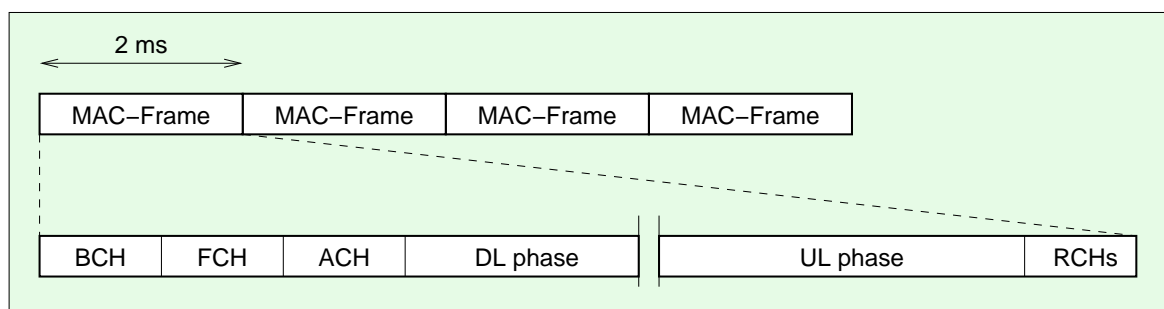 2 ms
MAC−Frame MAC−Frame MAC−Frame MAC−Frame
BCH FCH ACH DL phase UL phase RCHs